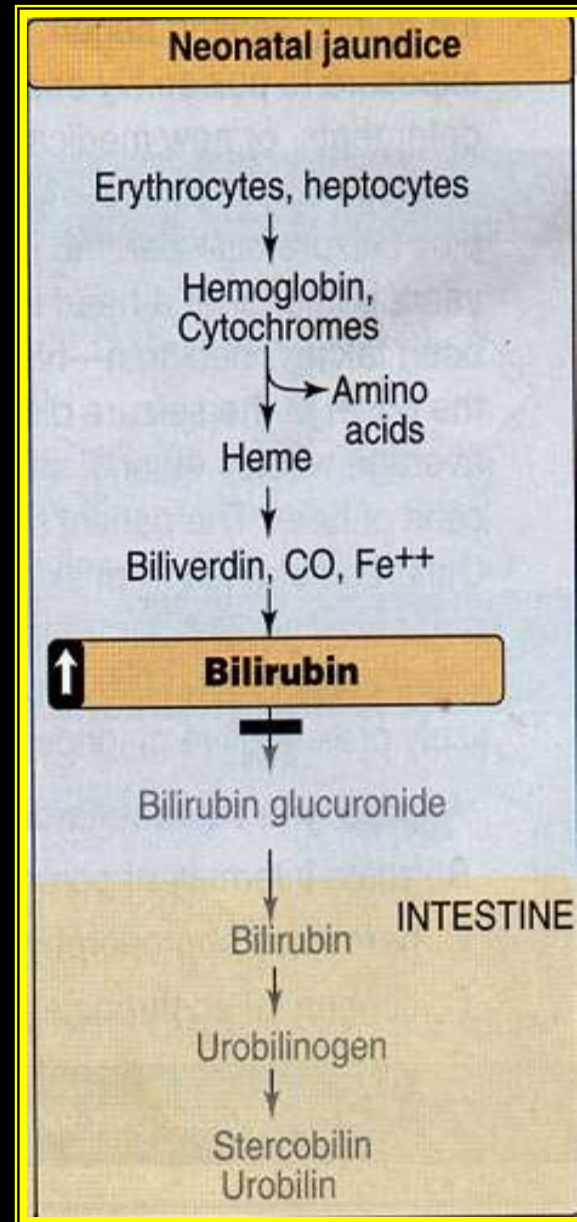 Neonatal jaundice
Erythrocytes, heptocytes
Hemoglobin,
Cytochromes
Amino
acids
Heme
Biliverdin, CO, Fe++
Bilirubin
Bilirubin glucuronide
INTESTINE
Bilirubin
Urobilinogen
Stercobilin
Urobilin